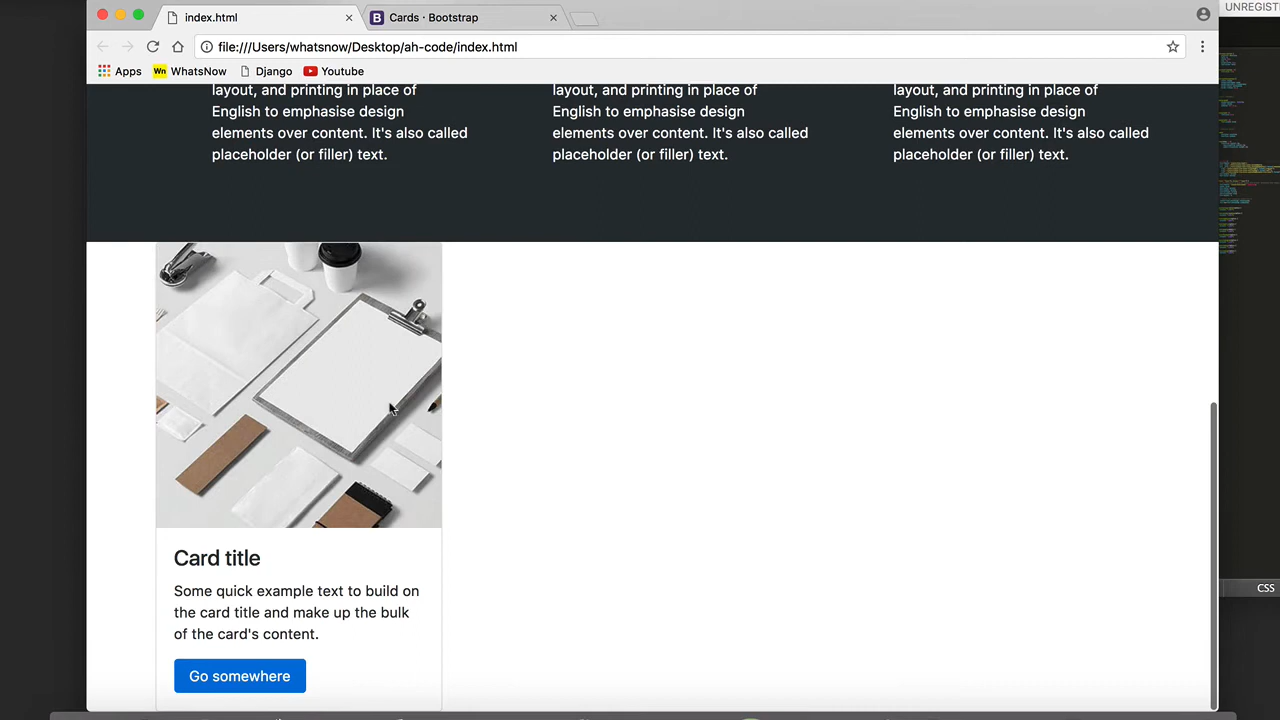 UNREGIST
index.html
Cards · Bootstrap
file:///Users/whatsnow/Desktop/ah-code/index.html
Apps
Wn WhatsNow
Django
YouTube
layout, and printing in place of
English to emphasise design
elements over content. It's also called
placeholder (or filler) text.
layout, and printing in place of
English to emphasise design
elements over content. It's also called
placeholder (or filler) text.
layout, and printing in place of
English to emphasise design
elements over content. It's also called
placeholder (or filler) text.
Card title
Some quick example text to build on
the card title and make up the bulk
of the card's content.
Go somewhere
CSS